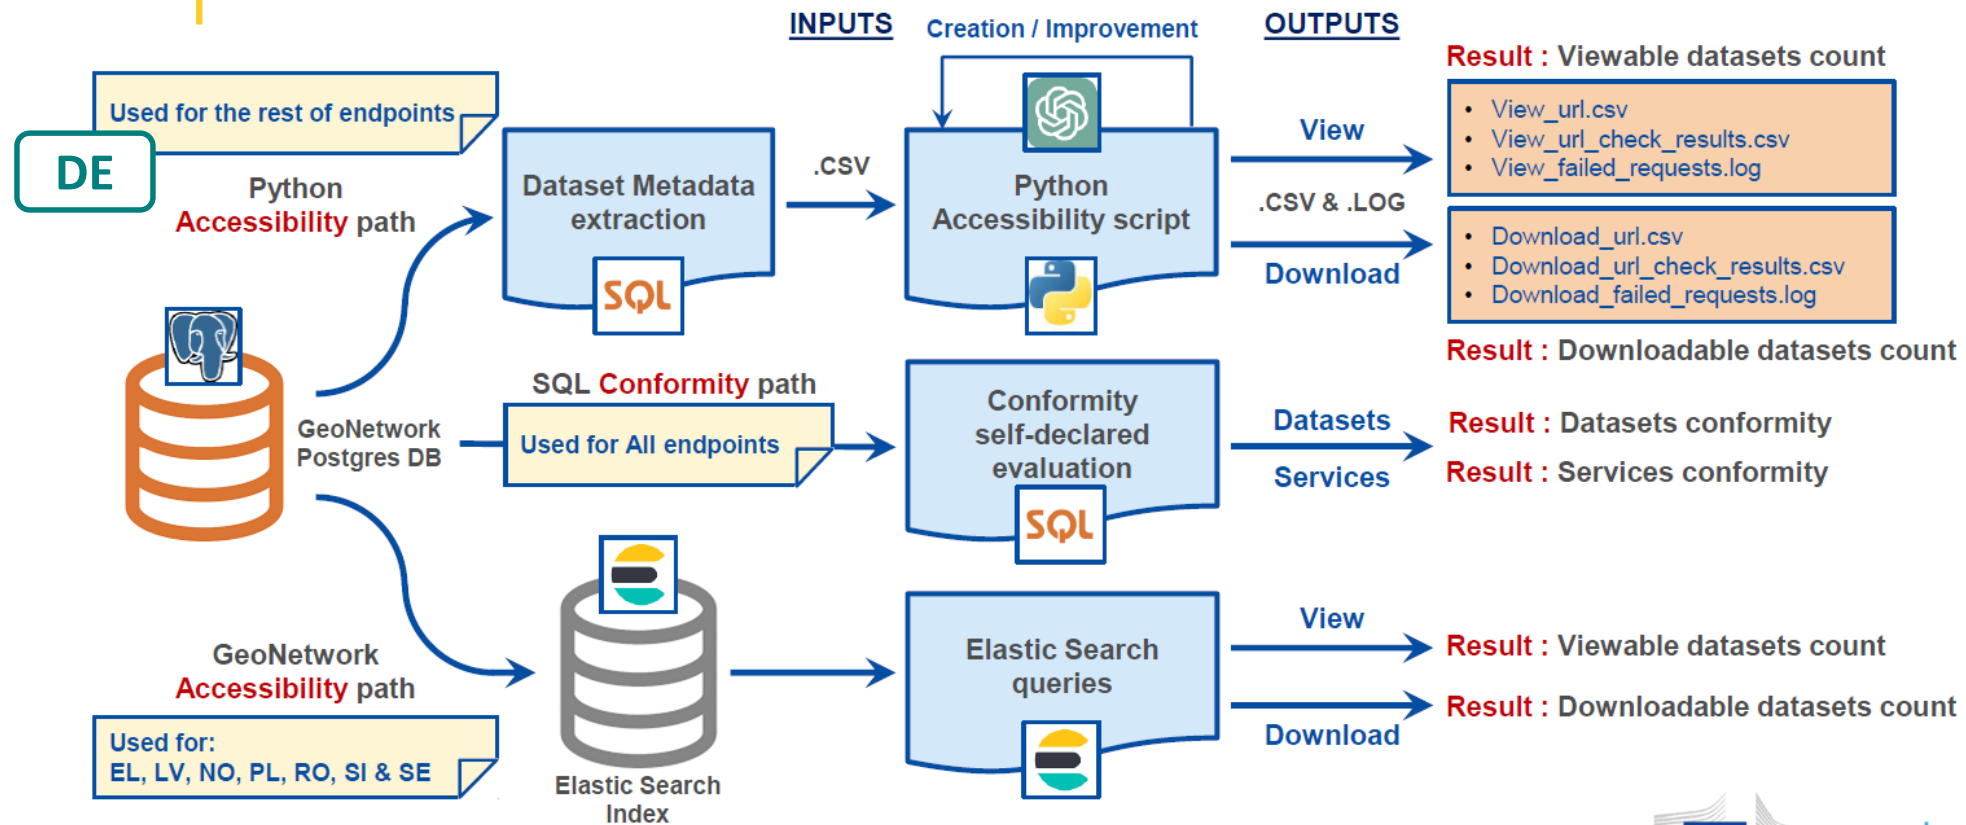 INPUTS
Creation / Improvement
OUTPUTS
Result : Viewable datasets count
Used for the rest of endpoints
DE
Python
Accessibility path
Dataset Metadata
extraction
SQL
.CSV
Python
Accessibility script
View
.CSV & .LOG
Download
• View_url.csv
• View_url_check_results.csv
• View_failed_requests.log
• Download_url.csv
• Download_url_check_results.csv
• Download_failed_requests.log
Result : Downloadable datasets count
GeoNetwork
Postgres DB
SQL Conformity path
Used for All endpoints
Conformity
self-declared
evaluation
SQL
Datasets
Services
Result : Datasets conformity
Result : Services conformity
GeoNetwork
Accessibility path
Used for:
EL, LV, NO, PL, RO, SI & SE
Elastic Search
Index
Elastic Search
queries
View
Download
Result : Viewable datasets count
Result : Downloadable datasets count